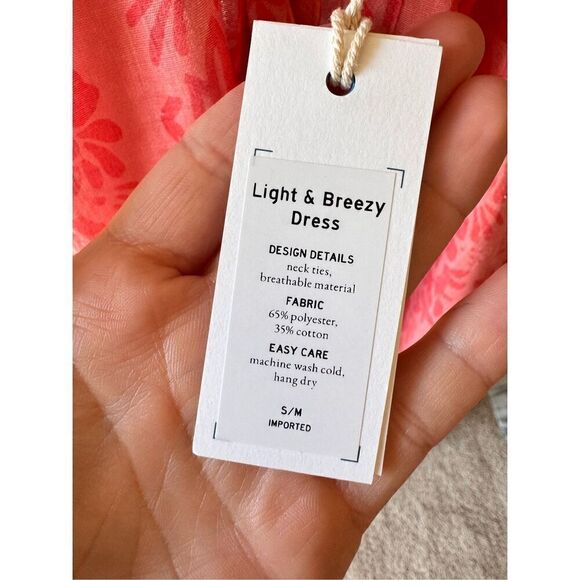 Light & Breezy
Dress
DESIGN DETAILS
neck ties,
breathable material
FABRIC
65% polyester,
35% cotton
EASY CARE
machine wash cold,
hang dry
S/M
IMPORTED